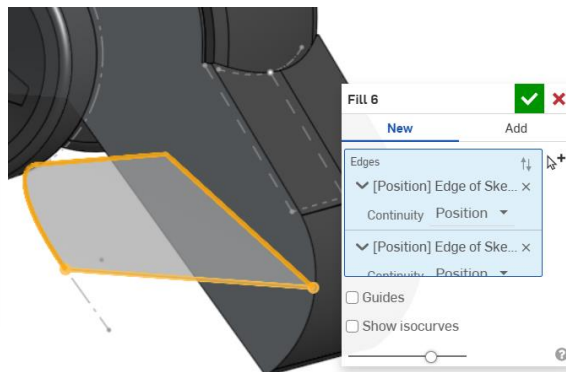 Fill 6
New Add
Edges
[Position] Edge of Ske...
Continuity Position
[Position] Edge of Ske...
Continuity Position
Guides
Show isocurves